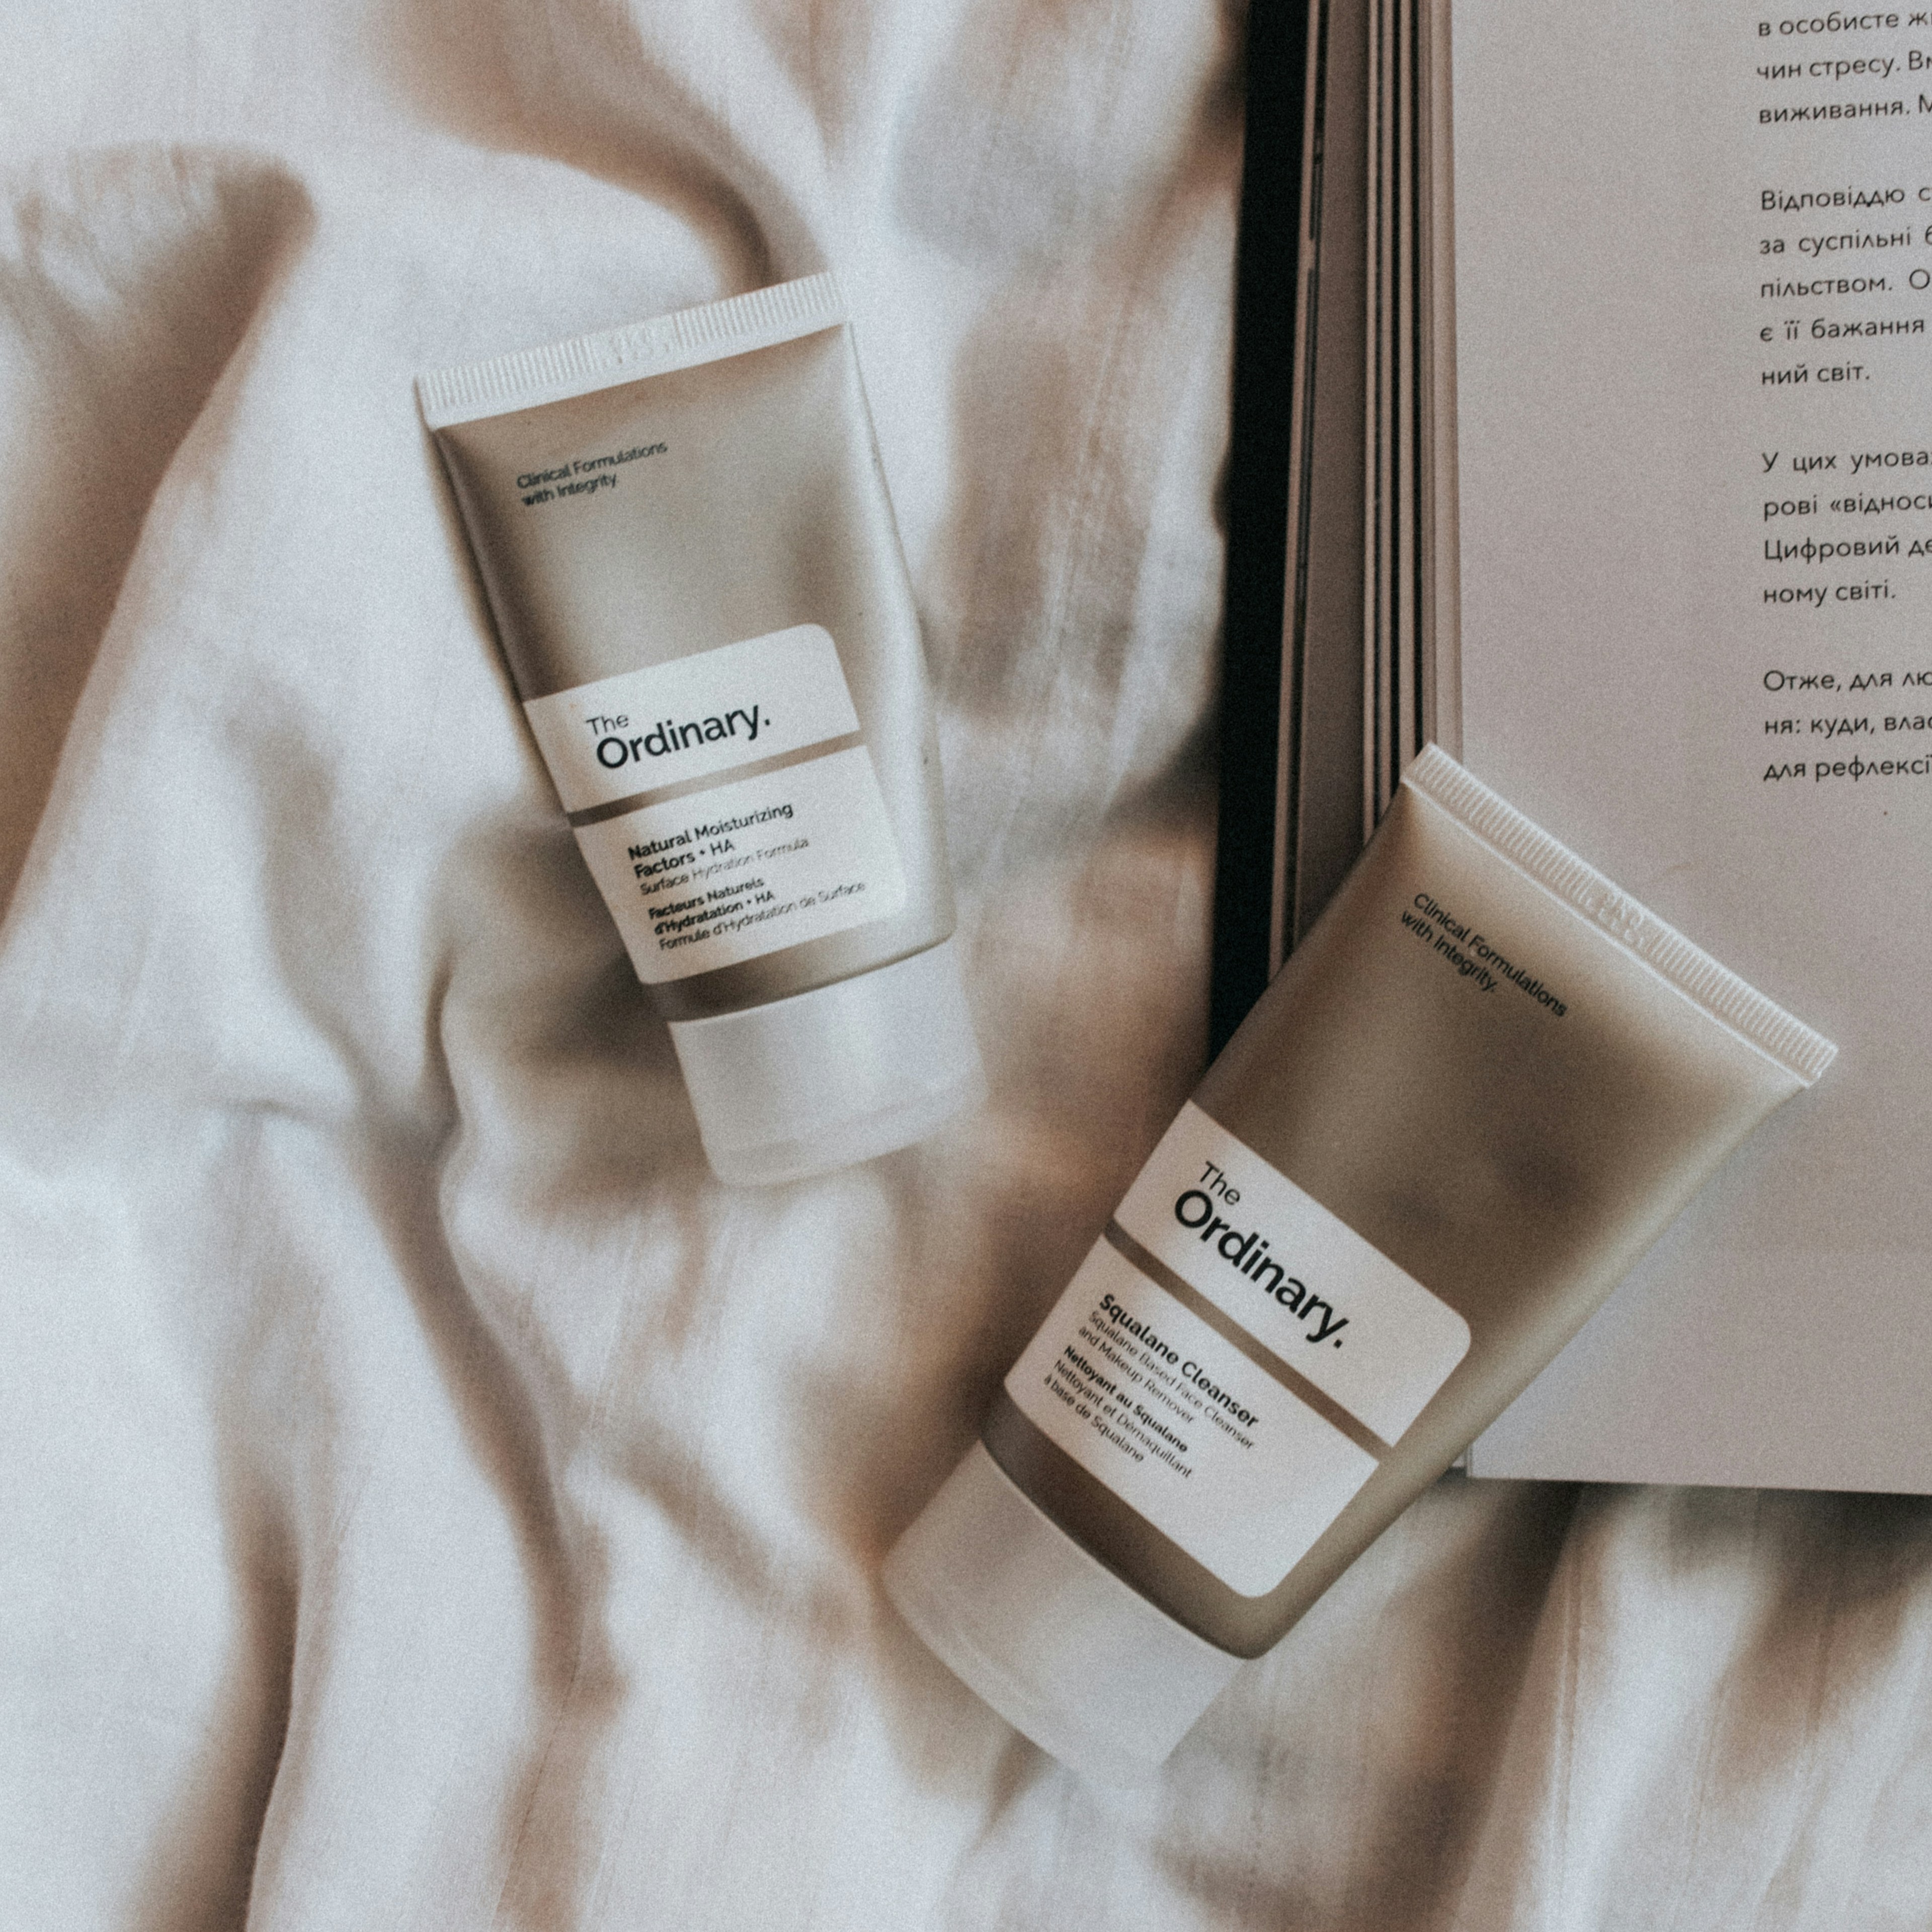 Clinical Formulations
with Integrity.
The
Ordinary.
Natural Moisturizing
Factors + HA
Surface Hydration Formula
Facteurs Naturels
d'Hydratation + HA
Formule d'Hydratation de Surface
Clinical Formulations
with Integrity.
The
Ordinary.
Squalane Cleanser
Squalane Based Face Cleanser
and Makeup Remover
Nettoyant au Squalane
Nettoyant et Démaquillant
à base de Squalane
в особисте
чин стресу.
виживання.
Відповіддю
за суспільні
пільством.
є її бажання
ний світ.
У цих
рові
Цифровий
ному світі.
Отже, для
ня: куди,
для